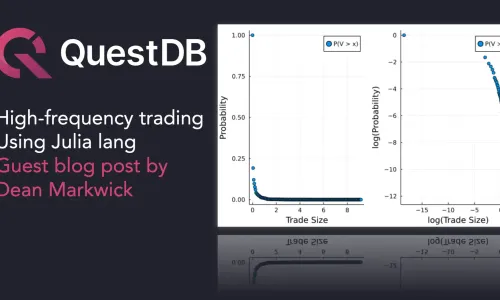 QuestDB
High-frequency trading
Using Julia lang
Guest blog post by
Dean Markwick
P(V > x)
1.00
0.75
0.50
0.25
0.00
Probability
0 2 4 6 8
Trade Size
P(V > x)
0
−2
−4
−6
−8
−10
−12
log(Probability)
−15 −10 −5 0
log(Trade Size)